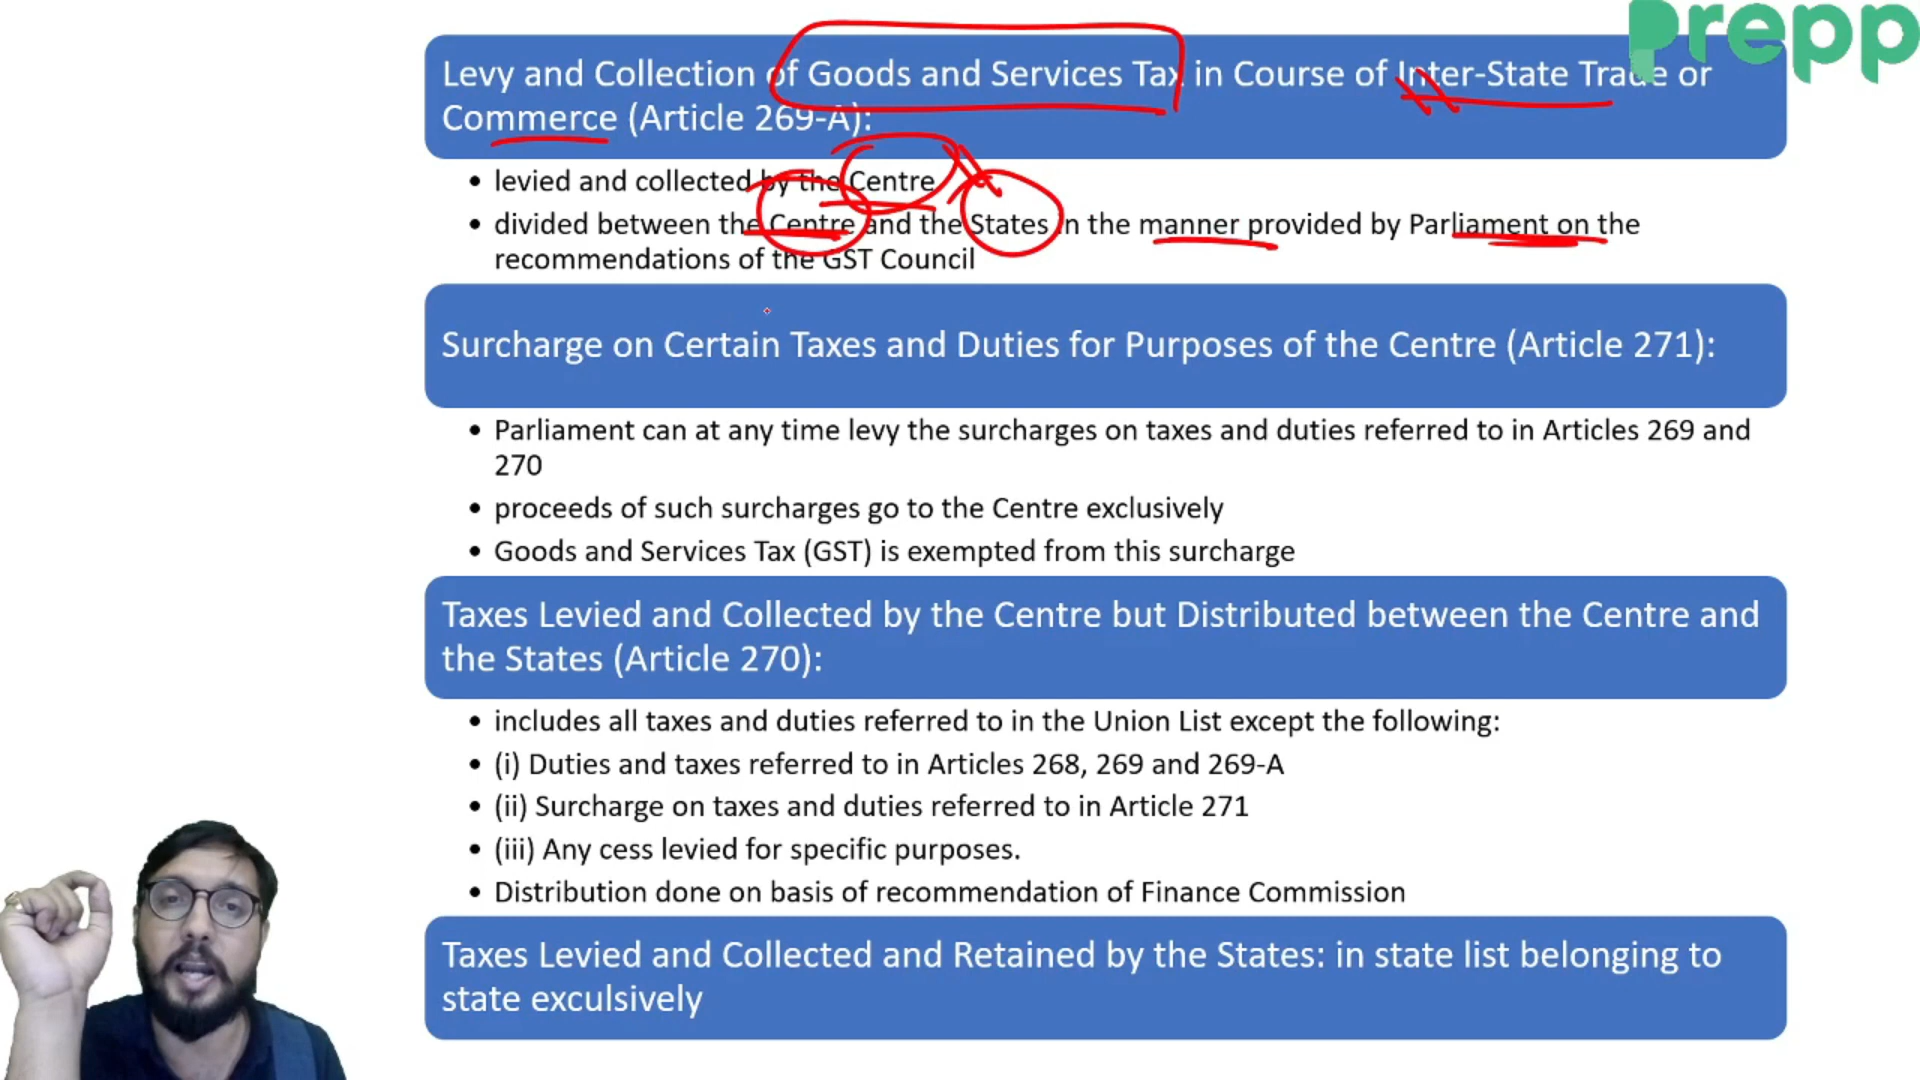 prepp
Levy and Collection of Goods and Services Tax in Course of Inter-State Trade or
Commerce (Article 269-A):
• levied and collected by the Centre
• divided between the Centre and the States in the manner provided by Parliament on the
recommendations of the GST Council
Surcharge on Certain Taxes and Duties for Purposes of the Centre (Article 271):
• Parliament can at any time levy the surcharges on taxes and duties referred to in Articles 269 and
270
• proceeds of such surcharges go to the Centre exclusively
• Goods and Services Tax (GST) is exempted from this surcharge
Taxes Levied and Collected by the Centre but Distributed between the Centre and
the States (Article 270):
• includes all taxes and duties referred to in the Union List except the following:
• (i) Duties and taxes referred to in Articles 268, 269 and 269-A
• (ii) Surcharge on taxes and duties referred to in Article 271
• (iii) Any cess levied for specific purposes.
• Distribution done on basis of recommendation of Finance Commission
Taxes Levied and Collected and Retained by the States: in state list belonging to
state exculsively